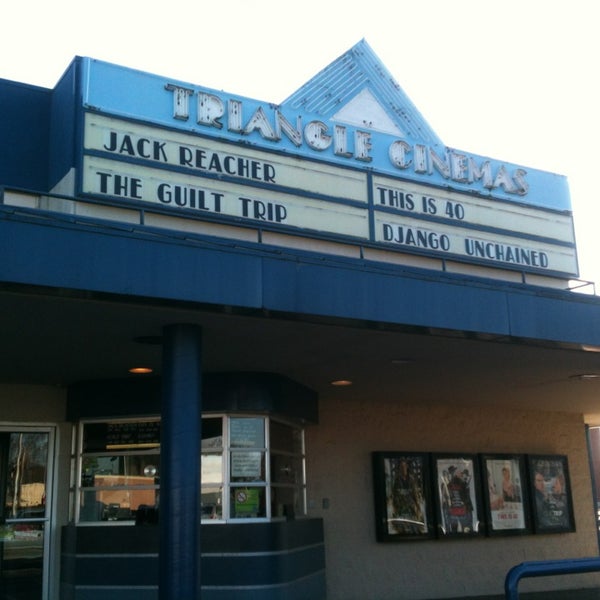 TRIANGLE CINEMAS
JACK REACHER
THE GUILT TRIP
THIS IS 40
DJANGO UNCHAINED